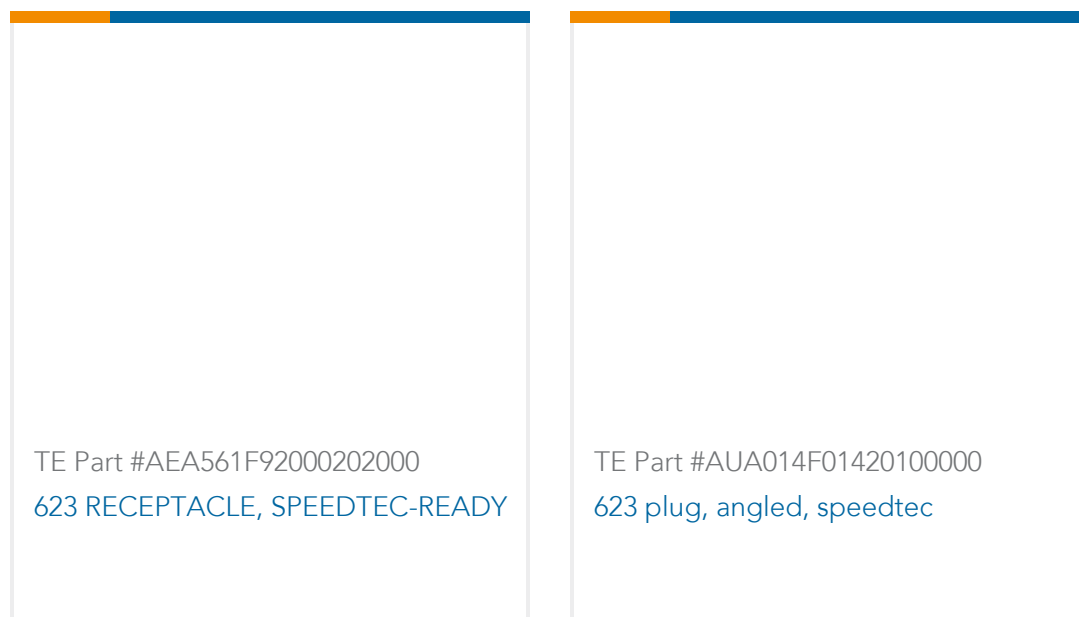 TE Part #AEA561F92000202000
623 RECEPTACLE, SPEEDTEC-READY
TE Part #AUA014F01420100000
623 plug, angled, speedtec